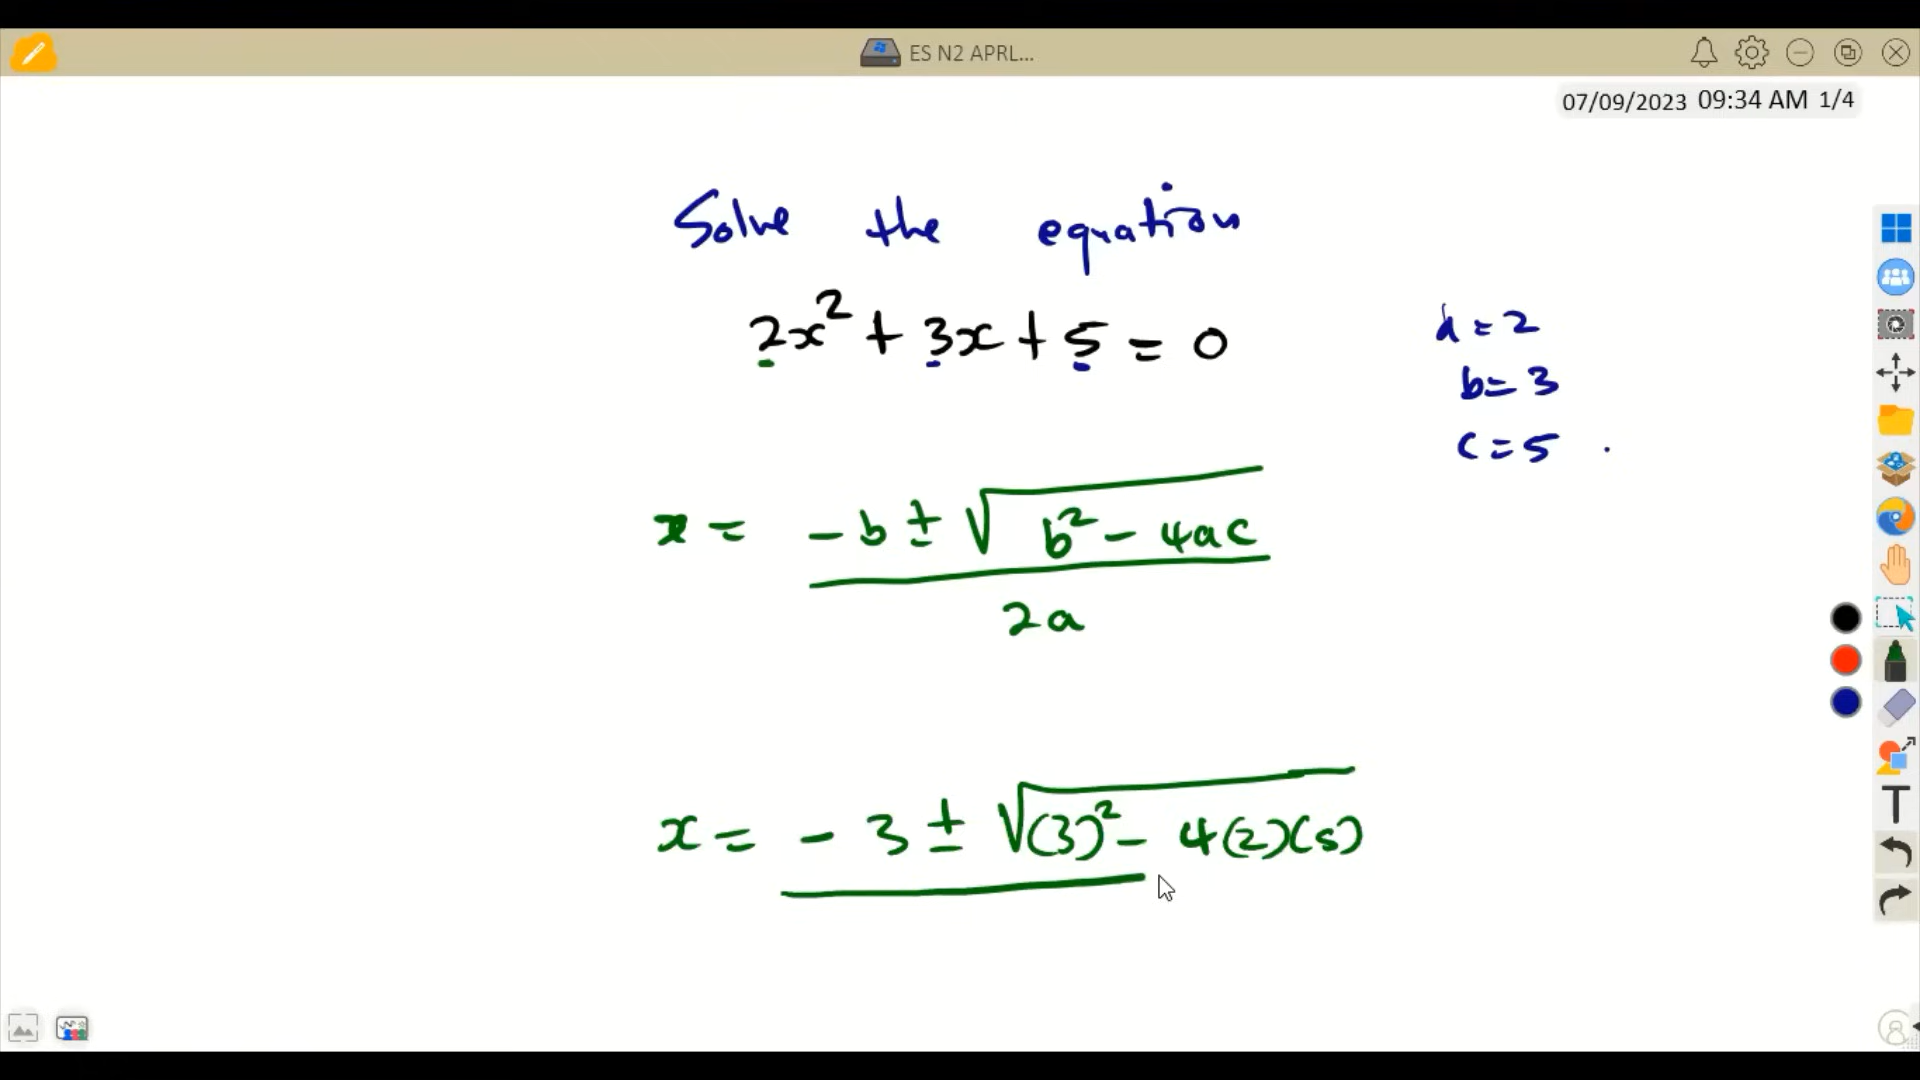 ES N2 APRL...
07/09/2023 09:34 AM 1/4
Solve the equation
2x² + 3x + 5 = 0
a = 2
b = 3
c = 5
x = -b ± √b² - 4ac
2a
x = -3 ± √(3)² - 4(2)(5)
T